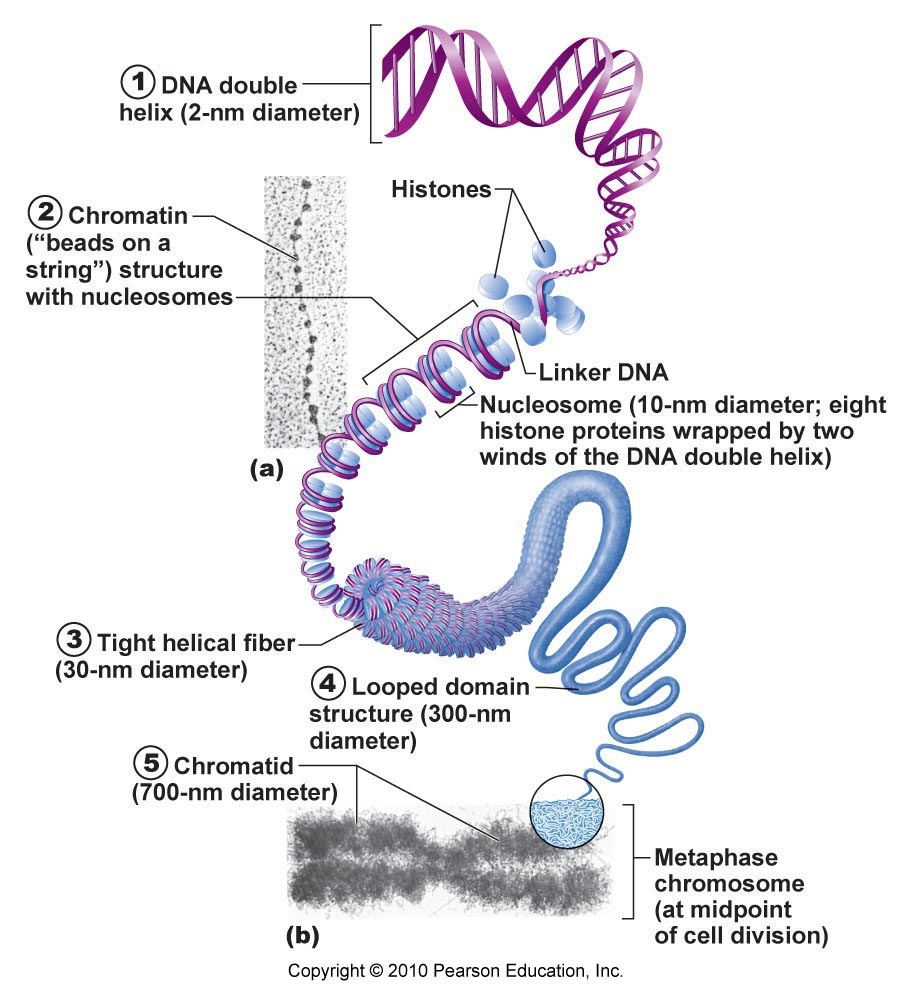 ① DNA double
helix (2-nm diameter)
Histones
② Chromatin
(“beads on a
string”) structure
with nucleosomes
Linker DNA
Nucleosome (10-nm diameter; eight
histone proteins wrapped by two
winds of the DNA double helix)
(a)
③ Tight helical fiber
(30-nm diameter)
④ Looped domain
structure (300-nm
diameter)
⑤ Chromatid
(700-nm diameter)
Metaphase
chromosome
(at midpoint
of cell division)
(b)
Copyright © 2010 Pearson Education, Inc.